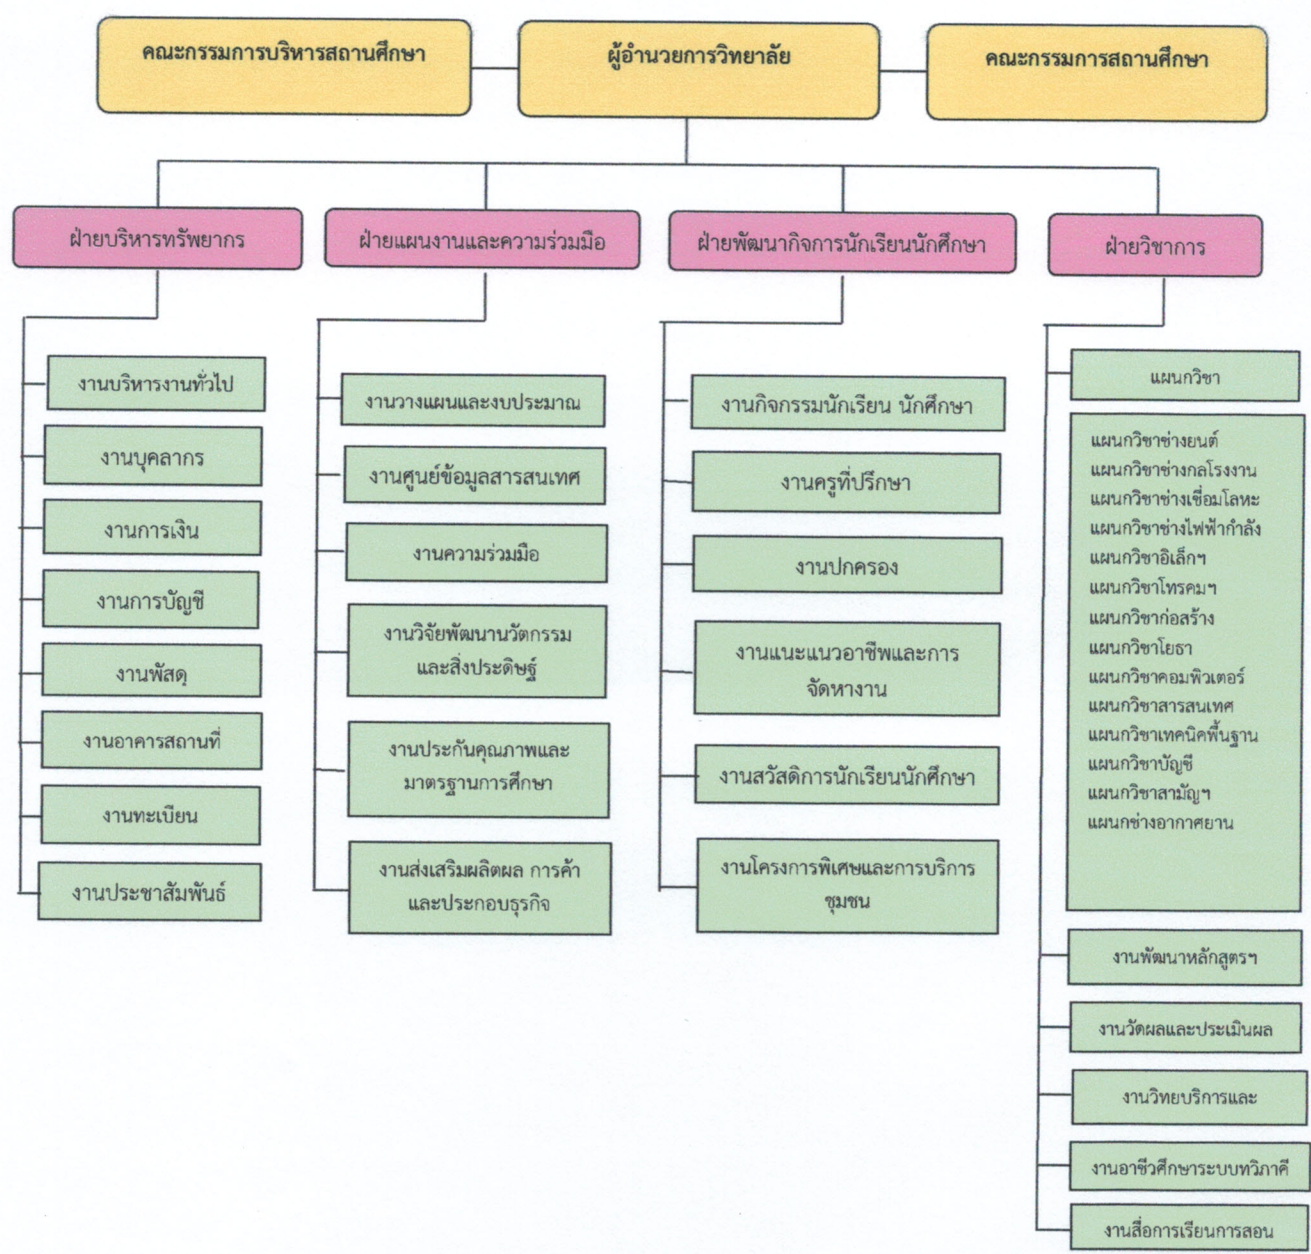 คณะกรรมการบริหารสถานศึกษา
ผู้อำนวยการวิทยาลัย
คณะกรรมการสถานศึกษา
ฝ่ายบริหารทรัพยากร
ฝ่ายแผนงานและความร่วมมือ
ฝ่ายพัฒนากิจการนักเรียนนักศึกษา
ฝ่ายวิชาการ
งานบริหารงานทั่วไป
งานบุคลากร
งานการเงิน
งานการบัญชี
งานพัสดุ
งานอาคารสถานที่
งานทะเบียน
งานประชาสัมพันธ์
งานวางแผนและงบประมาณ
งานศูนย์ข้อมูลสารสนเทศ
งานความร่วมมือ
งานวิจัยพัฒนานวัตกรรม
และสิ่งประดิษฐ์
งานประกันคุณภาพและ
มาตรฐานการศึกษา
งานส่งเสริมผลิตผล การค้า
และประกอบธุรกิจ
งานกิจกรรมนักเรียน นักศึกษา
งานครูที่ปรึกษา
งานปกครอง
งานแนะแนวอาชีพและการ
จัดหางาน
งานสวัสดิการนักเรียนนักศึกษา
งานโครงการพิเศษและการบริการ
ชุมชน
แผนกวิชา
แผนกวิชาช่างยนต์
แผนกวิชาช่างกลโรงงาน
แผนกวิชาช่างเชื่อมโลหะ
แผนกวิชาช่างไฟฟ้ากำลัง
แผนกวิชาอิเล็กฯ
แผนกวิชาโทรคมฯ
แผนกวิชาก่อสร้าง
แผนกวิชาโยธา
แผนกวิชาคอมพิวเตอร์
แผนกวิชาสารสนเทศ
แผนกวิชาเทคนิคพื้นฐาน
แผนกวิชาบัญชี
แผนกวิชาสามัญฯ
แผนกช่างอากาศยาน
งานพัฒนาหลักสูตรฯ
งานวัดผลและประเมินผล
งานวิทยบริการและ
งานอาชีวศึกษาระบบทวิภาคี
งานสื่อการเรียนการสอน